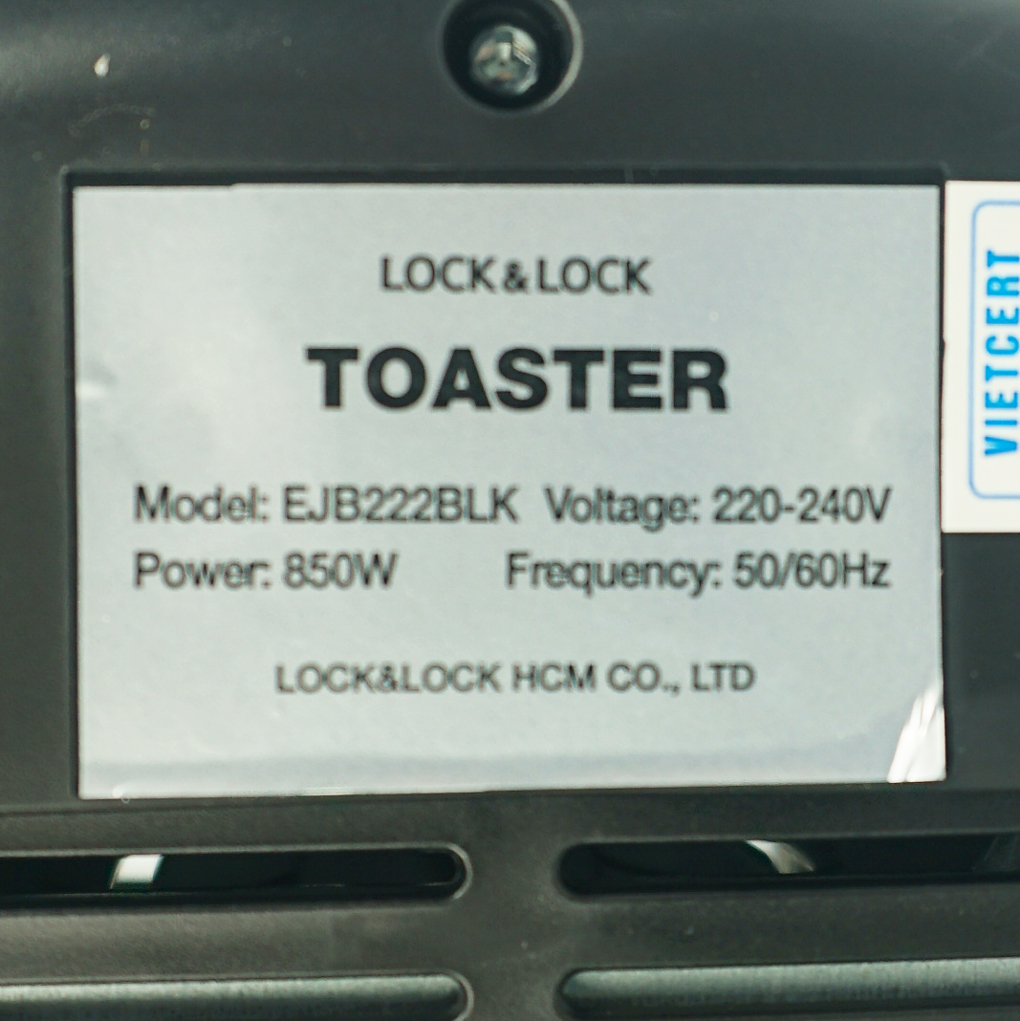 LOCK&LOCK
TOASTER
Model: EJB222BLK Voltage: 220-240V
Power: 850W Frequency: 50/60Hz
LOCK&LOCK HCM CO., LTD
VIETCERT